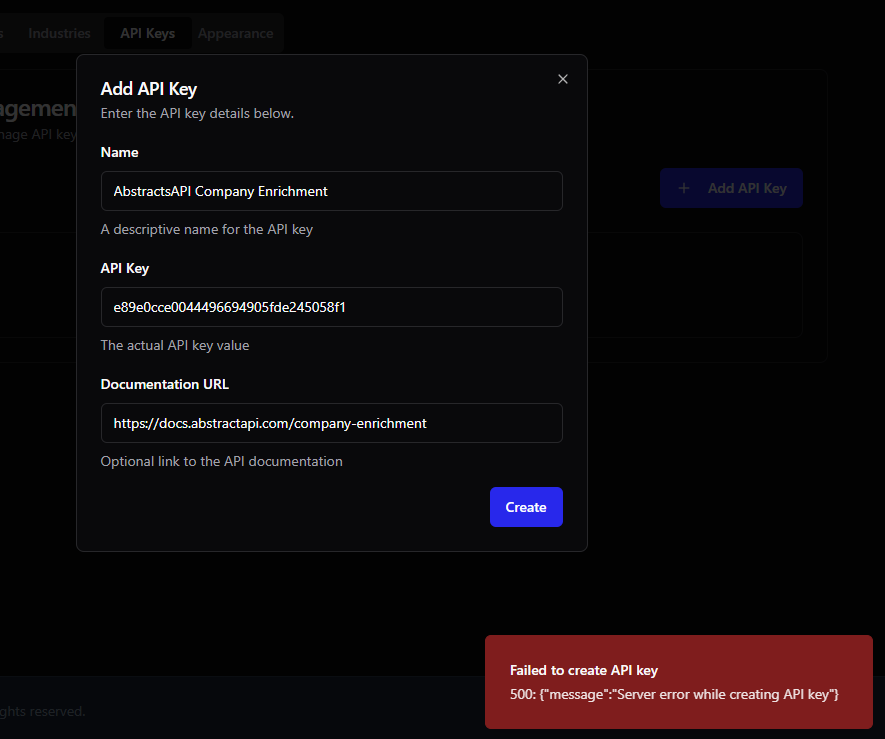 s Industries API Keys Appearance
agemen
nage API key
Add API Key
Enter the API key details below.
Name
AbstractsAPI Company Enrichment
+ Add API Key
A descriptive name for the API key
API Key
e89e0cce0044496694905fde245058f1
The actual API key value
Documentation URL
https://docs.abstractapi.com/company-enrichment
Optional link to the API documentation
Create
Failed to create API key
500: {"message":"Server error while creating API key"}
ghts reserved.